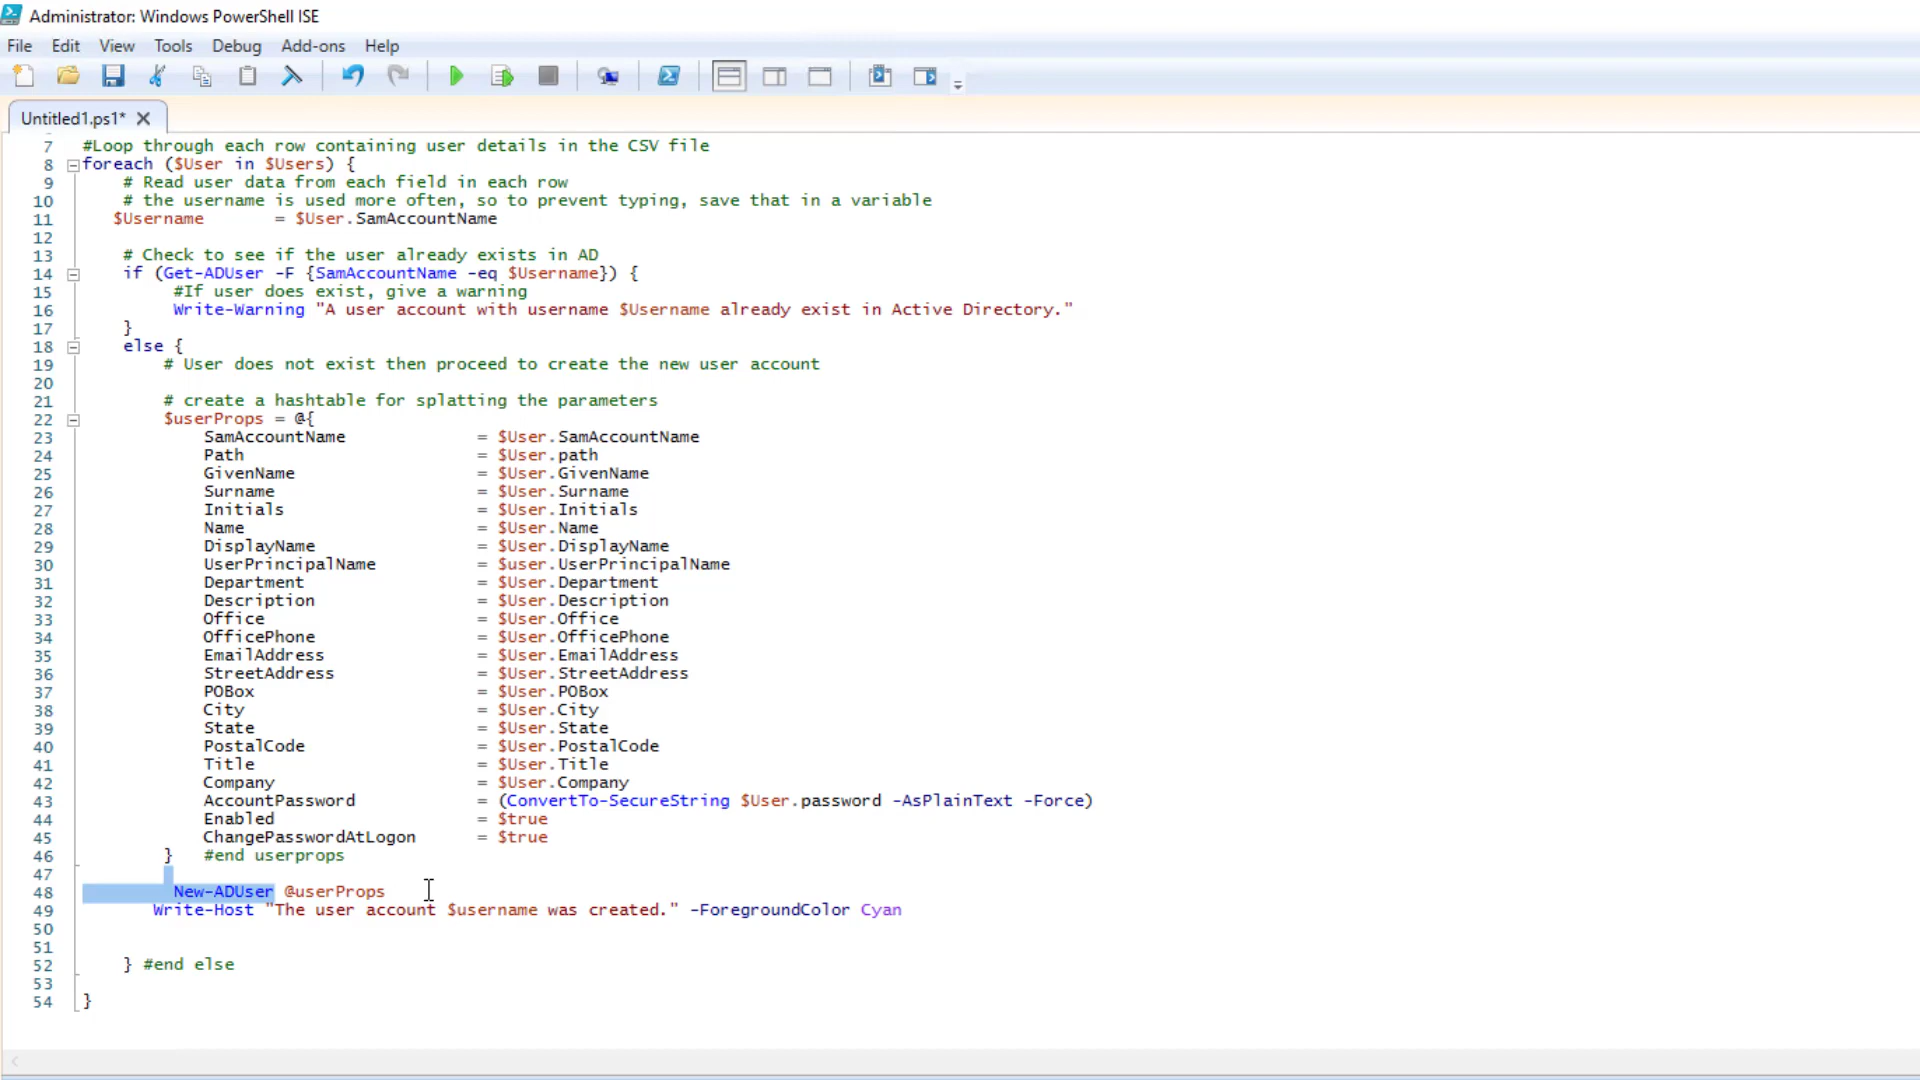 Administrator: Windows PowerShell ISE
File Edit View Tools Debug Add-ons Help
Untitled1.ps1* X
7 #Loop through each row containing user details in the CSV file
8 foreach ($User in $Users) {
9 # Read user data from each field in each row
10 # the username is used more often, so to prevent typing, save that in a variable
11 $Username = $User.SamAccountName
12
13 # Check to see if the user already exists in AD
14 if (Get-ADUser -F {SamAccountName -eq $Username}) {
15 #If user does exist, give a warning
16 Write-Warning "A user account with username $Username already exist in Active Directory."
17 }
18 else {
19 # User does not exist then proceed to create the new user account
20
21 # create a hashtable for splatting the parameters
22 $userProps = @{
23 SamAccountName = $User.SamAccountName
24 Path = $User.path
25 GivenName = $User.GivenName
26 Surname = $User.Surname
27 Initials = $User.Initials
28 Name = $User.Name
29 DisplayName = $User.DisplayName
30 UserPrincipalName = $user.UserPrincipalName
31 Department = $User.Department
32 Description = $User.Description
33 Office = $User.Office
34 OfficePhone = $User.OfficePhone
35 EmailAddress = $User.EmailAddress
36 StreetAddress = $User.StreetAddress
37 POBox = $User.POBox
38 City = $User.City
39 State = $User.State
40 PostalCode = $User.PostalCode
41 Title = $User.Title
42 Company = $User.Company
43 AccountPassword = (ConvertTo-SecureString $User.password -AsPlainText -Force)
44 Enabled = $true
45 ChangePasswordAtLogon = $true
46 } #end userprops
47
48 New-ADUser @userProps
49 Write-Host "The user account $username was created." -ForegroundColor Cyan
50
51
52 } #end else
53
54 }